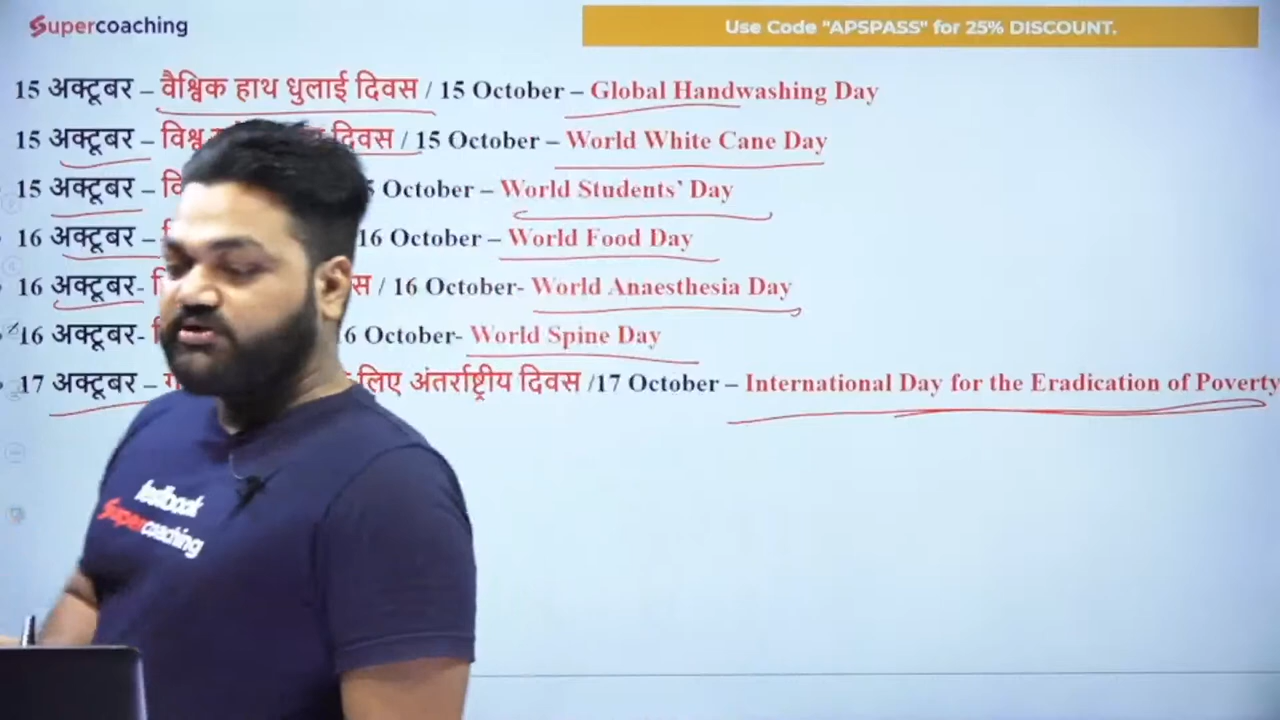 Supercoaching
Use Code "APSPASS" for 25% DISCOUNT.
15 अक्टूबर – वैश्विक हाथ धुलाई दिवस / 15 October – Global Handwashing Day
15 अक्टूबर – विश्व दिवस / 15 October – World White Cane Day
15 अक्टूबर – October – World Students’ Day
16 अक्टूबर – 16 October – World Food Day
16 अक्टूबर- / 16 October- World Anaesthesia Day
16 अक्टूबर- October- World Spine Day
17 अक्टूबर – लिए अंतर्राष्ट्रीय दिवस /17 October – International Day for the Eradication of Poverty
testbook
Supercoaching